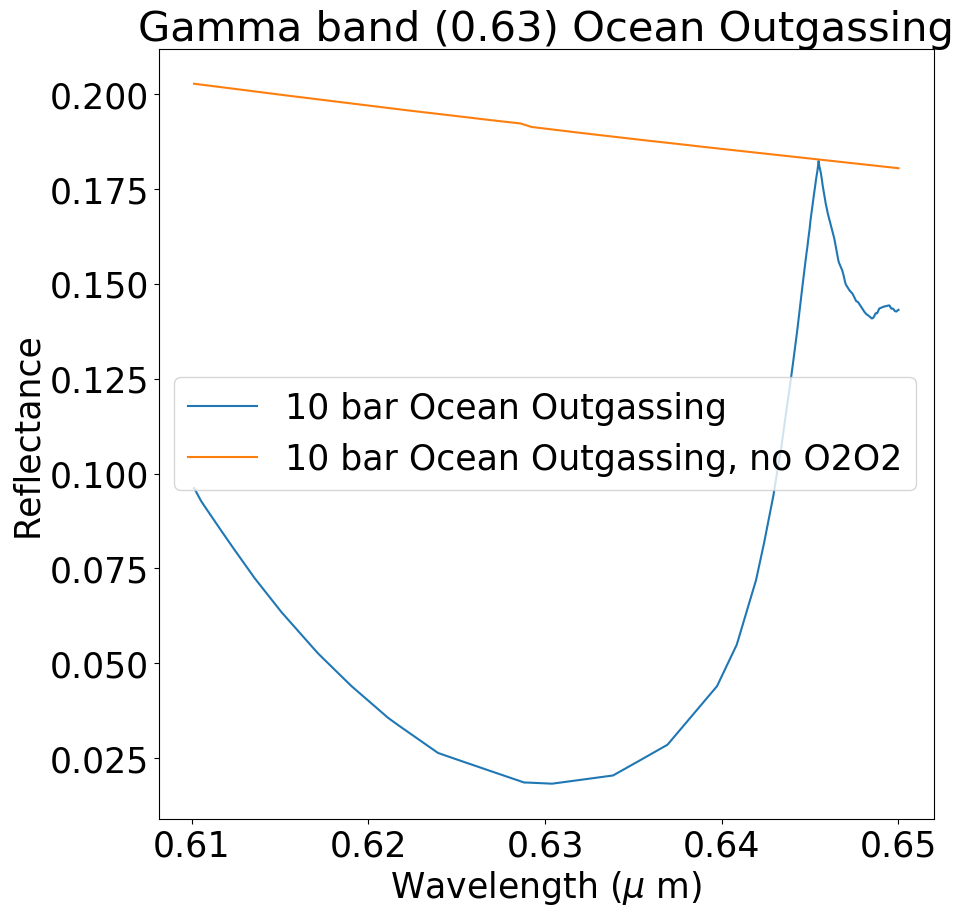 Gamma band (0.63) Ocean Outgassing
0.200
0.175
0.150
0.125
0.100
0.075
0.050
0.025
Reflectance
10 bar Ocean Outgassing
10 bar Ocean Outgassing, no O2O2
0.61 0.62 0.63 0.64 0.65
Wavelength (μ m)